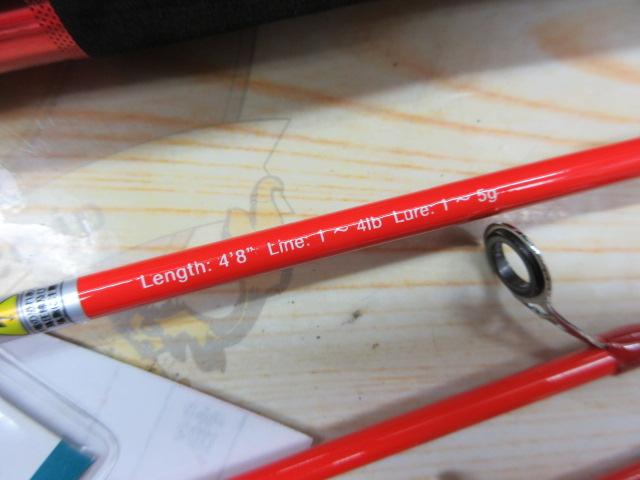 Length: 4'8" Line: 1 ～ 4lb Lure: 1 ～ 5g